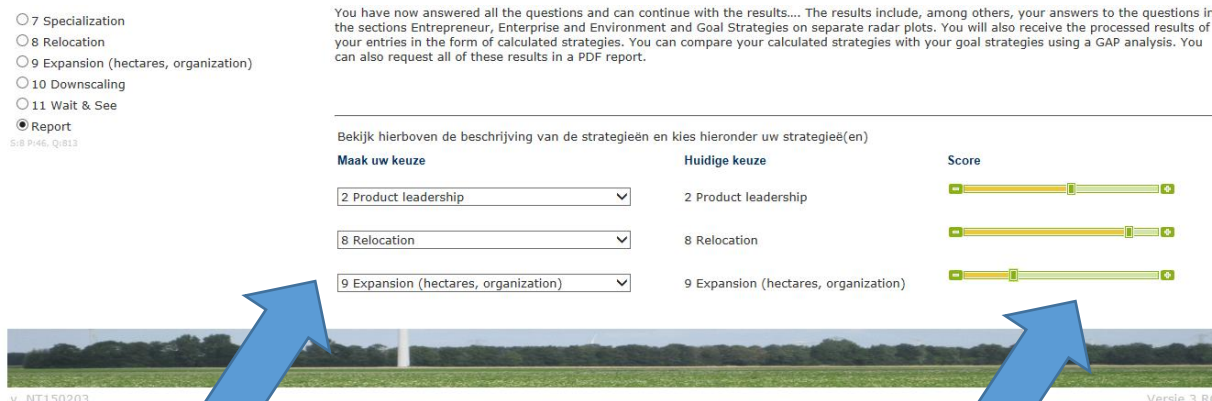 7 Specialization
8 Relocation
9 Expansion (hectares, organization)
10 Downscaling
11 Wait & See
Report
S:8 P:46, Q:813
You have now answered all the questions and can continue with the results.... The results include, among others, your answers to the questions in
the sections Entrepreneur, Enterprise and Environment and Goal Strategies on separate radar plots. You will also receive the processed results of
your entries in the form of calculated strategies. You can compare your calculated strategies with your goal strategies using a GAP analysis. You
can also request all of these results in a PDF report.
Bekijk hierboven de beschrijving van de strategieën en kies hieronder uw strategieë(en)
Maak uw keuze Huidige keuze Score
2 Product leadership 2 Product leadership
8 Relocation 8 Relocation
9 Expansion (hectares, organization) 9 Expansion (hectares, organization)
v. NT150203 Versie 3